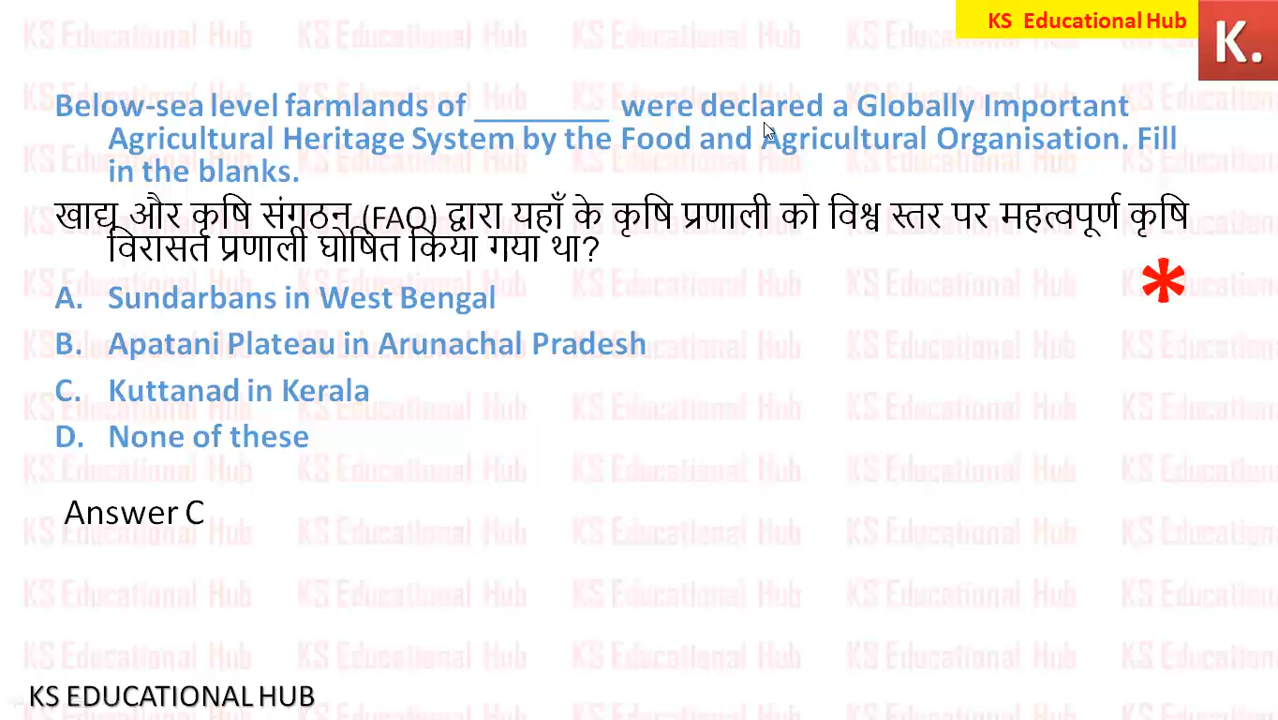 KS Educational Hub
K.
Below-sea level farmlands of ________ were declared a Globally Important
Agricultural Heritage System by the Food and Agricultural Organisation. Fill
in the blanks.
खाद्य और कृषि संगठन (FAO) द्वारा यहाँ के कृषि प्रणाली को विश्व स्तर पर महत्वपूर्ण कृषि
विरासत प्रणाली घोषित किया गया था?
*
A. Sundarbans in West Bengal
B. Apatani Plateau in Arunachal Pradesh
C. Kuttanad in Kerala
D. None of these
Answer C
KS EDUCATIONAL HUB